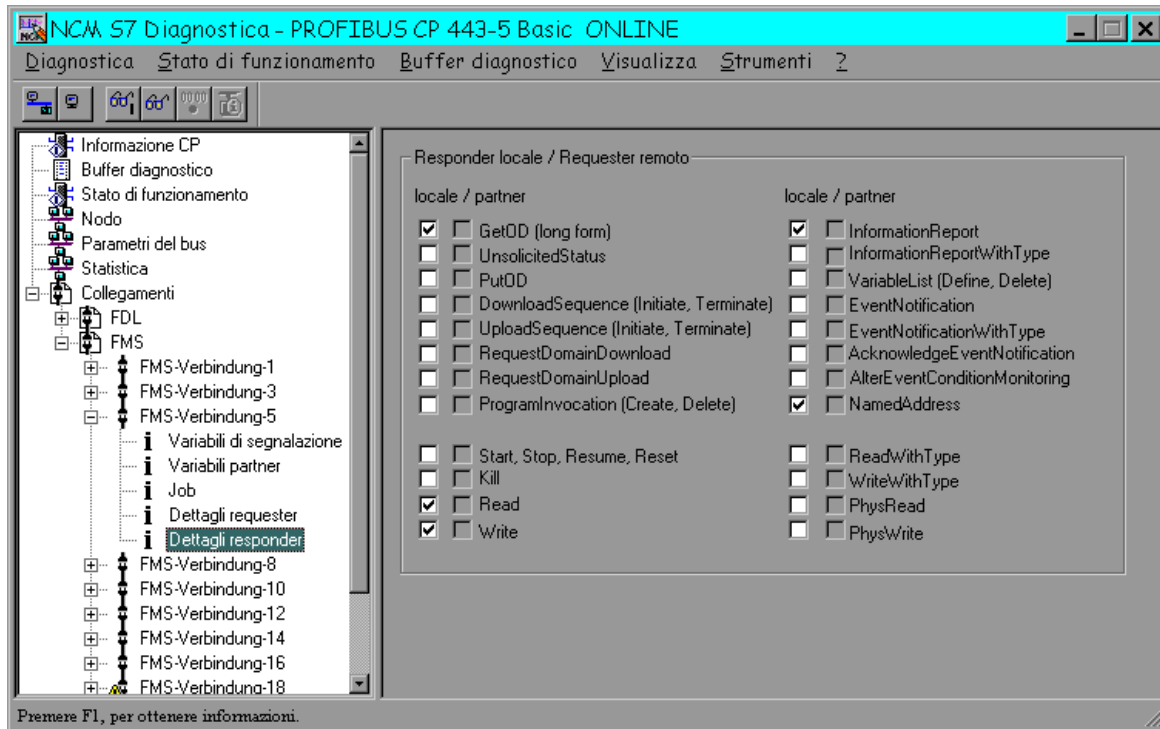 NCM S7 Diagnostica - PROFIBUS CP 443-5 Basic ONLINE
Diagnostica Stato di funzionamento Buffer diagnostico Visualizza Strumenti ?
Informazione CP
Buffer diagnostico
Stato di funzionamento
Nodo
Parametri del bus
Statistica
Collegamenti
FDL
FMS
FMS-Verbindung-1
FMS-Verbindung-3
FMS-Verbindung-5
Variabili di segnalazione
Variabili partner
Job
Dettagli requester
Dettagli responder
FMS-Verbindung-8
FMS-Verbindung-10
FMS-Verbindung-12
FMS-Verbindung-14
FMS-Verbindung-16
FMS-Verbindung-18
Responder locale / Requester remoto
locale / partner
GetOD (long form)
UnsolicitedStatus
PutOD
DownloadSequence (Initiate, Terminate)
UploadSequence (Initiate, Terminate)
RequestDomainDownload
RequestDomainUpload
ProgramInvocation (Create, Delete)
Start, Stop, Resume, Reset
Kill
Read
Write
locale / partner
InformationReport
InformationReportWithType
VariableList (Define, Delete)
EventNotification
EventNotificationWithType
AcknowledgeEventNotification
AlterEventConditionMonitoring
NamedAddress
ReadWithType
WriteWithType
PhysRead
PhysWrite
Premere F1, per ottenere informazioni.